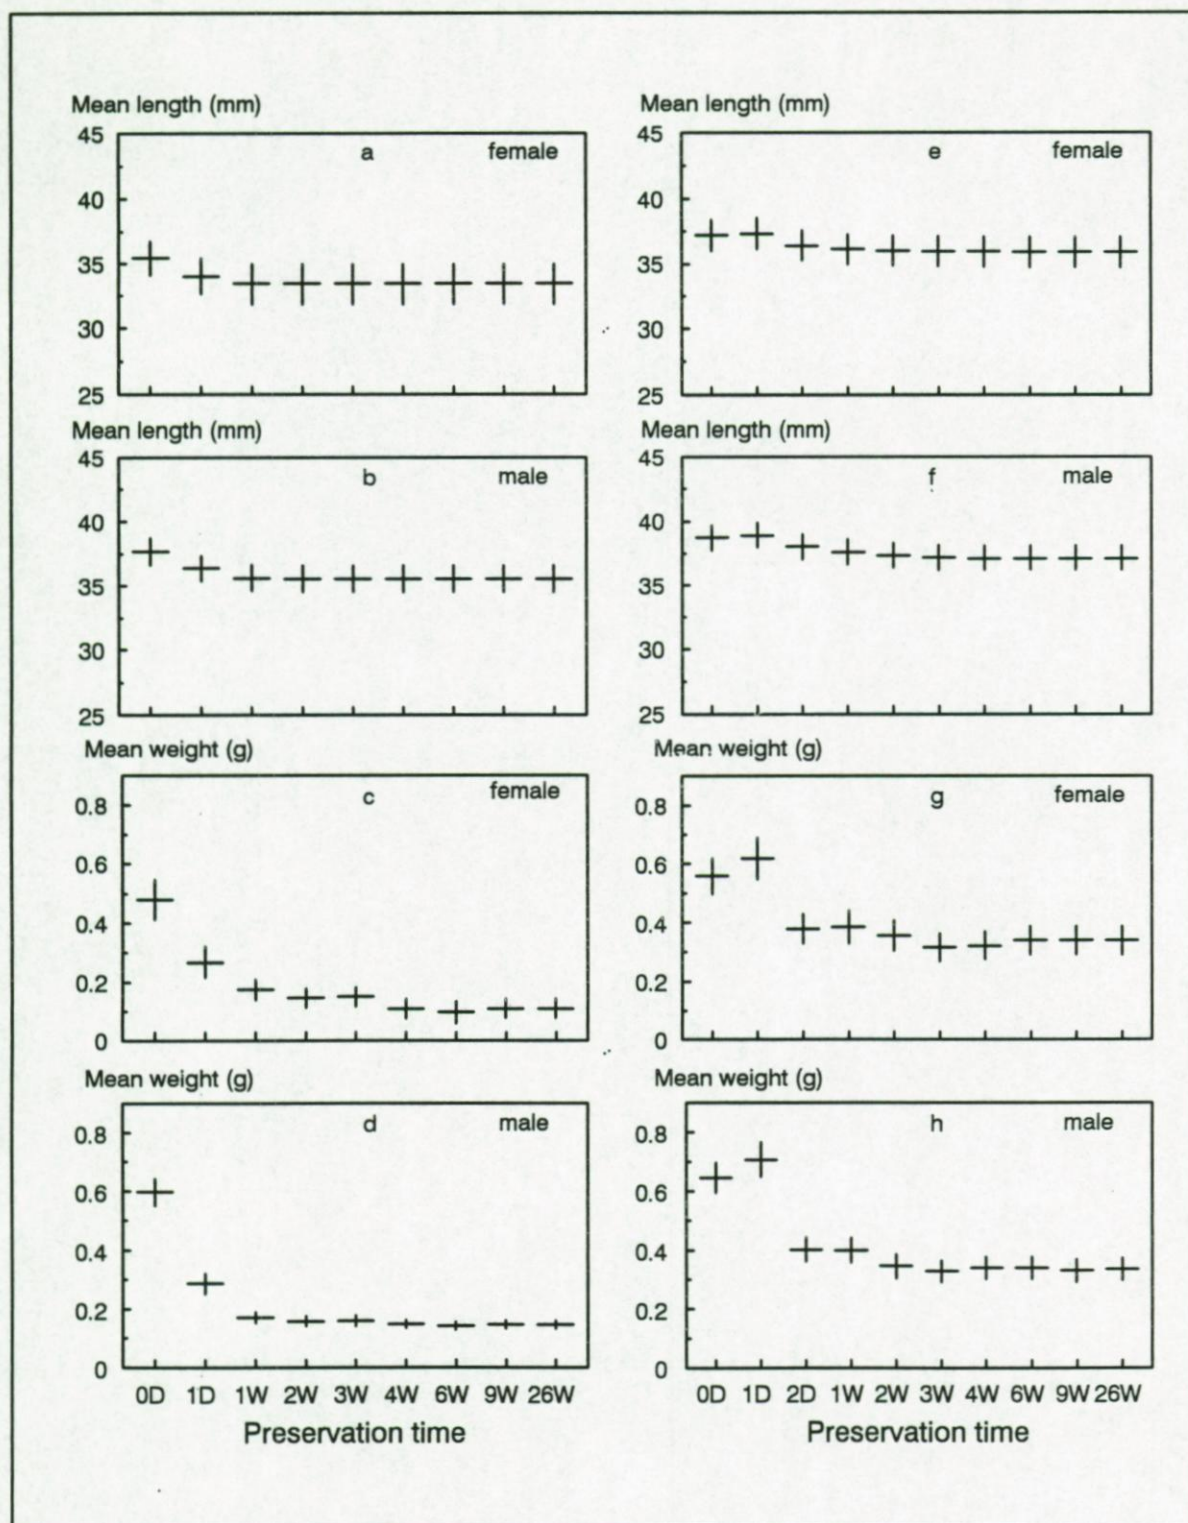 Mean length (mm)
45
40
35
30
25
a female
Mean length (mm)
45
40
35
30
25
b male
Mean weight (g)
0.8
0.6
0.4
0.2
0
c female
Mean weight (g)
0.8
0.6
0.4
0.2
0
d male
0D 1D 1W 2W 3W 4W 6W 9W 26W
Preservation time
Mean length (mm)
45
40
35
30
25
e female
Mean length (mm)
45
40
35
30
25
f male
Mean weight (g)
0.8
0.6
0.4
0.2
0
g female
Mean weight (g)
0.8
0.6
0.4
0.2
0
h male
0D 1D 2D 1W 2W 3W 4W 6W 9W 26W
Preservation time